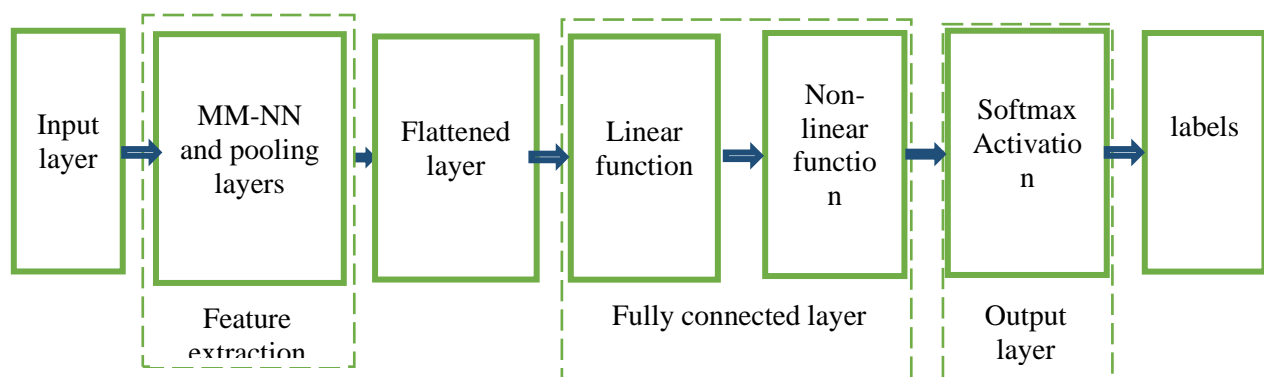 Input
layer
MM-NN
and pooling
layers
Flattened
layer
Linear
function
Non-
linear
functio
n
Softmax
Activatio
n
labels
Feature
extraction
Fully connected layer
Output
layer